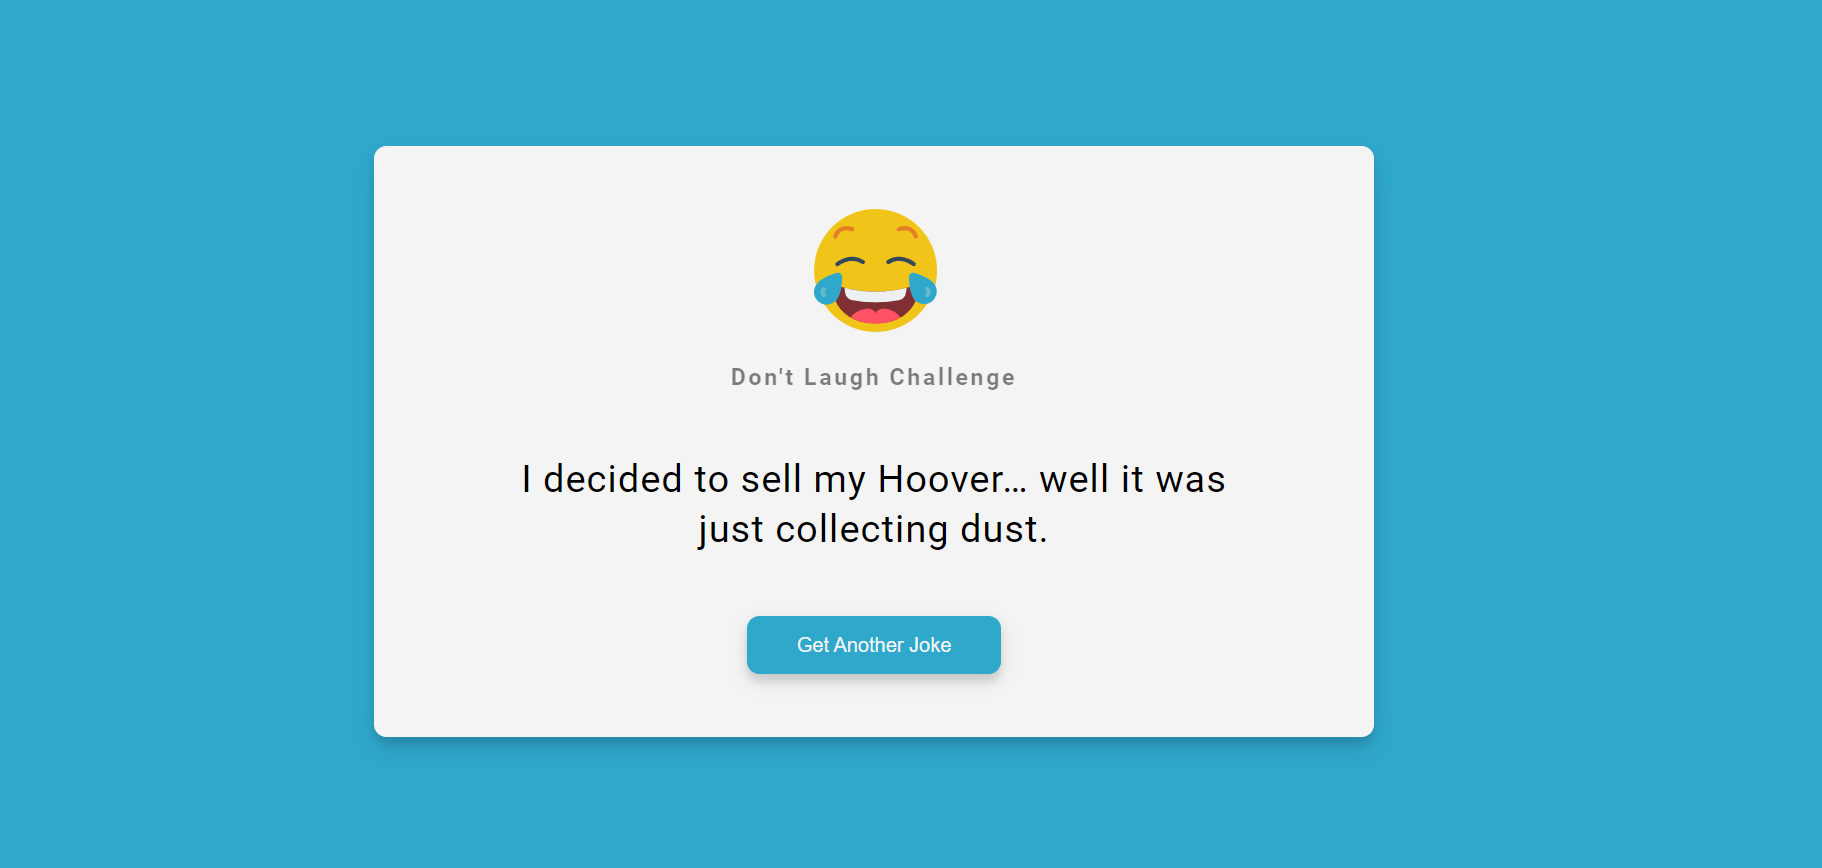 Don't Laugh Challenge
I decided to sell my Hoover… well it was
just collecting dust.
Get Another Joke